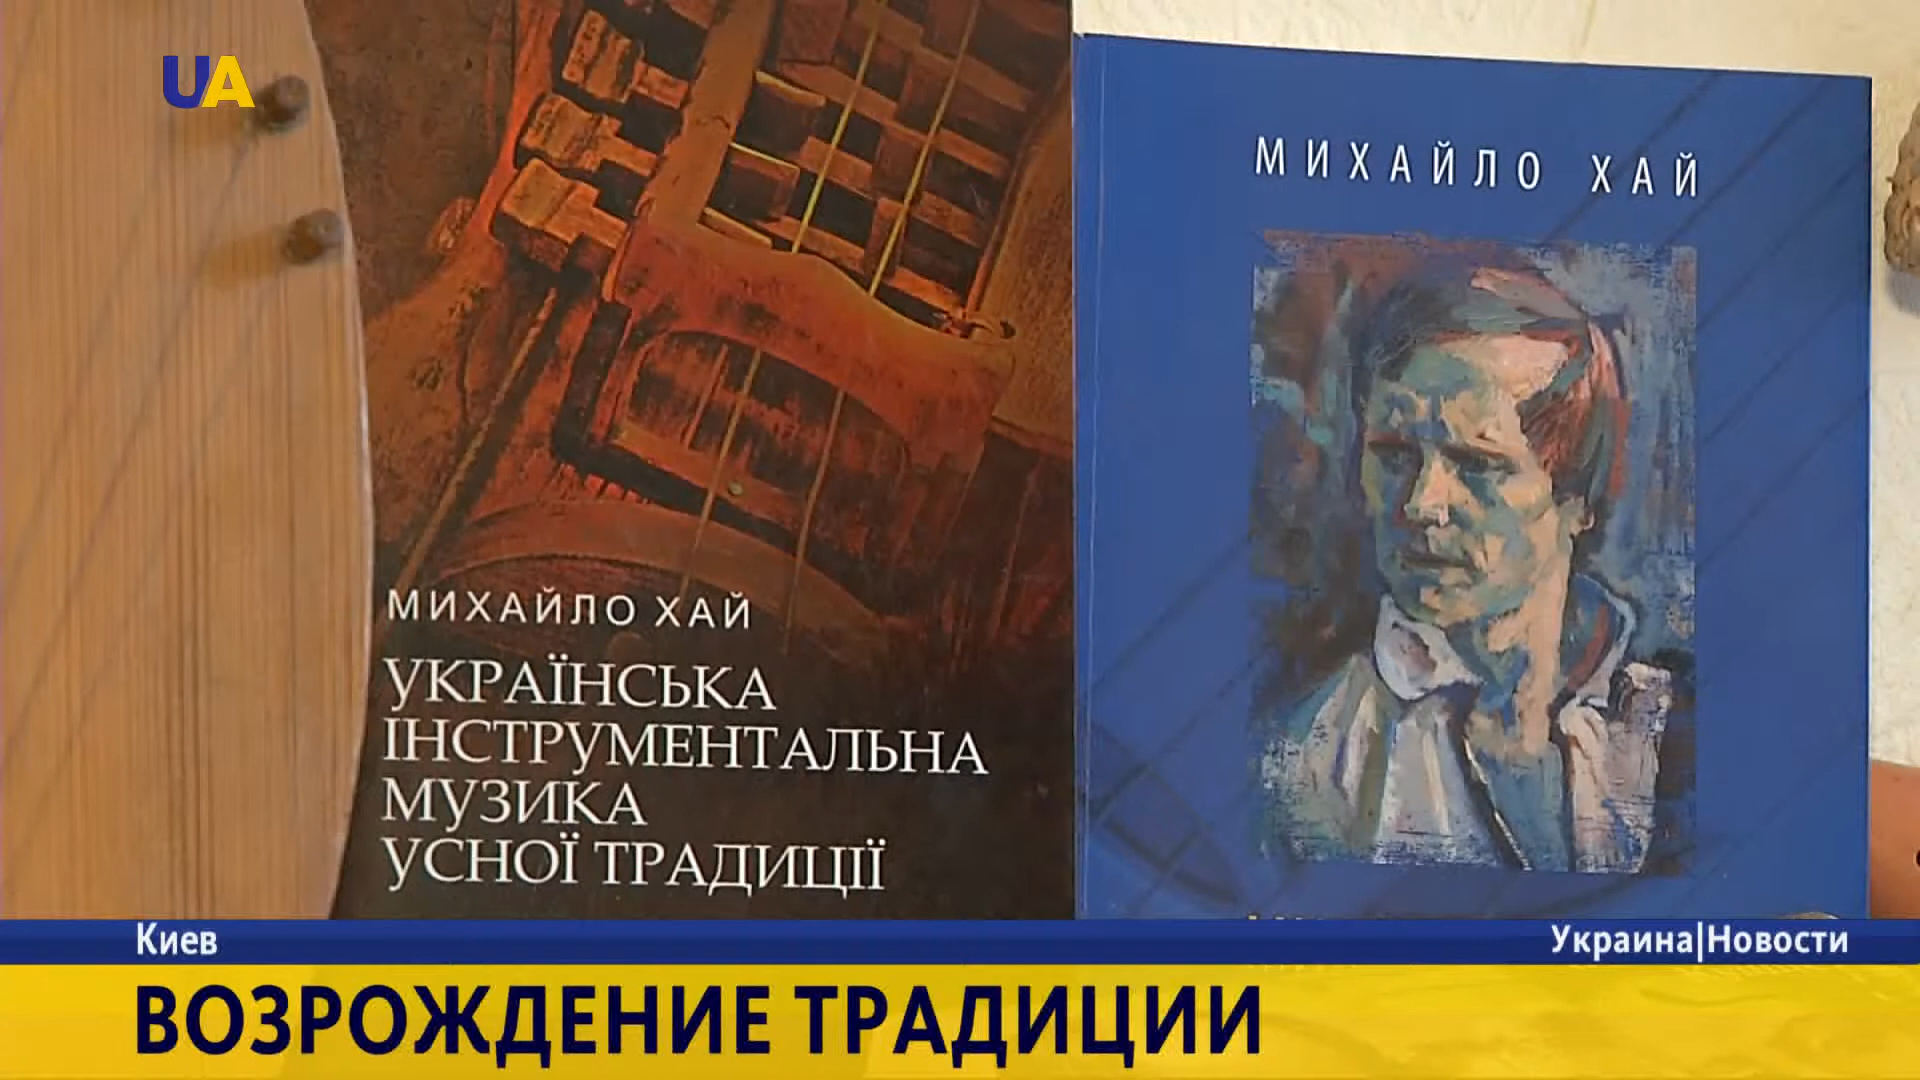 UA
МИХАЙЛО ХАЙ
МИХАЙЛО ХАЙ
УКРАЇНСЬКА
ІНСТРУМЕНТАЛЬНА
МУЗИКА
УСНОЇ ТРАДИЦІЇ
Киев
Украина|Новости
ВОЗРОЖДЕНИЕ ТРАДИЦИИ